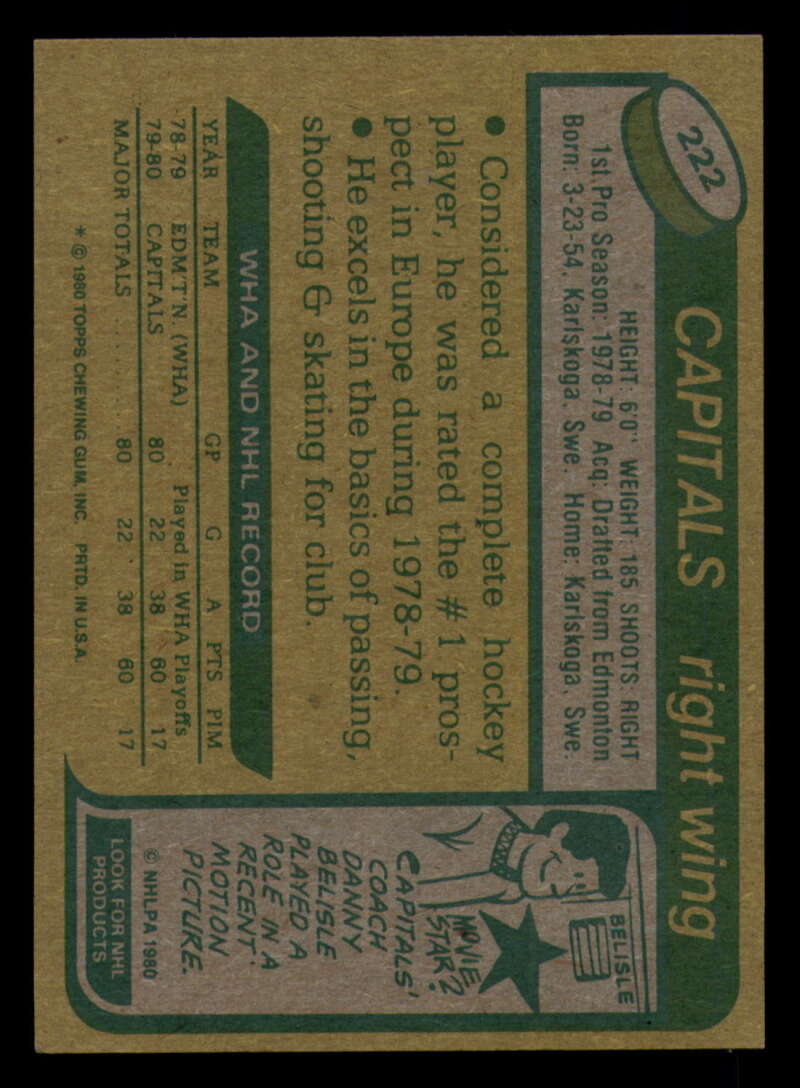 222
CAPITALS right wing
HEIGHT: 6'0" WEIGHT: 185 SHOOTS: RIGHT
1st Pro Season: 1978-79 Acq: Drafted from Edmonton
Born: 3-23-54, Karlskoga, Swe. Home: Karlskoga, Swe.
• Considered a complete hockey
player, he was rated the #1 pros-
pect in Europe during 1978-79.
• He excels in the basics of passing,
shooting & skating for club.
WHA AND NHL RECORD
YEAR TEAM GP G A PTS PIM
78-79 EDM'T'N. (WHA) Played in WHA Playoffs
79-80 CAPITALS 80 22 38 60 17
MAJOR TOTALS ......... 80 22 38 60 17
* © 1980 TOPPS CHEWING GUM, INC. PRTD. IN U.S.A.
BELISLE
MOVIE
STAR?
CAPITALS'
COACH
DANNY
BELISLE
PLAYED A
ROLE IN A
RECENT
MOTION
PICTURE.
© NHLPA 1980
LOOK FOR NHL
PRODUCTS